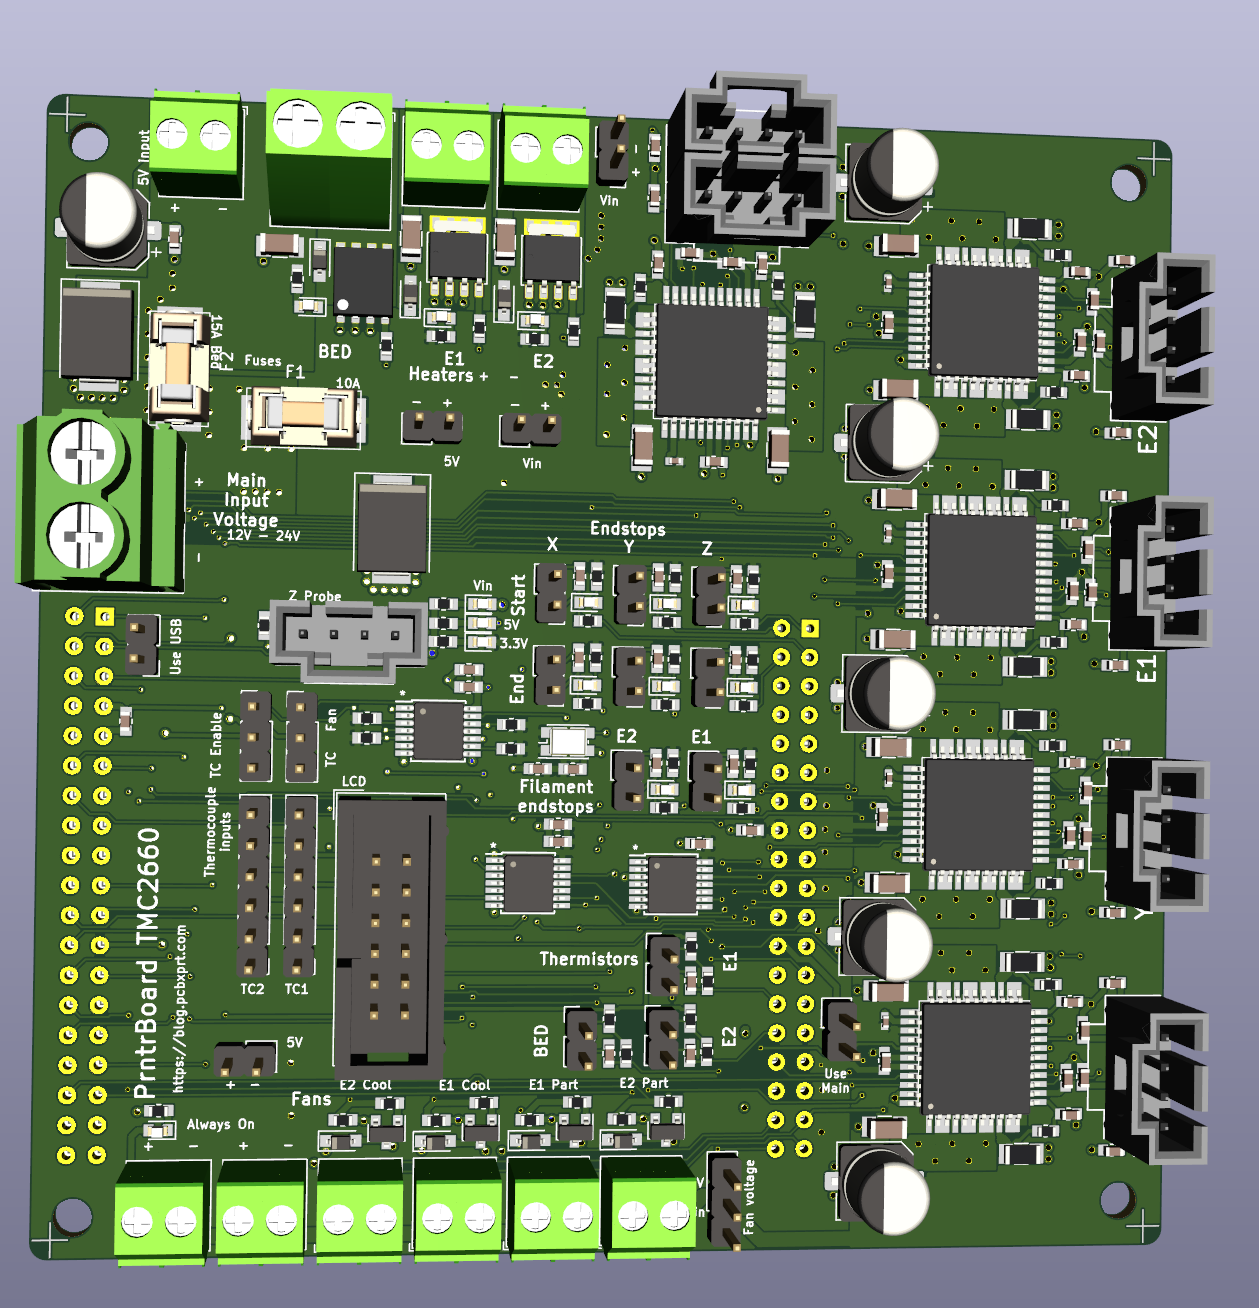 5V Input
+ −
Vin
− +
15A Bed
F2
Fuses
F1
10A
BED
E1
E2
Heaters + −
− +
5V
− +
Vin
E2
+
Main
Input
Voltage
12V − 24V
−
Endstops
X Y Z
Start
End
Z Probe
Vin
5V
3.3V
E1
Use USB
TC Enable
Fan
TC
E2 E1
Filament
endstops
LCD
Thermocouple
Inputs
Y
PrntrBoard TMC2660
https://blog.pcbxprt.com
TC2 TC1
Thermistors
E1
BED
E2
5V
+ −
Use
Main
E2 Cool E1 Cool E1 Part E2 Part
Fans
Always On
+ − + −
Fan voltage